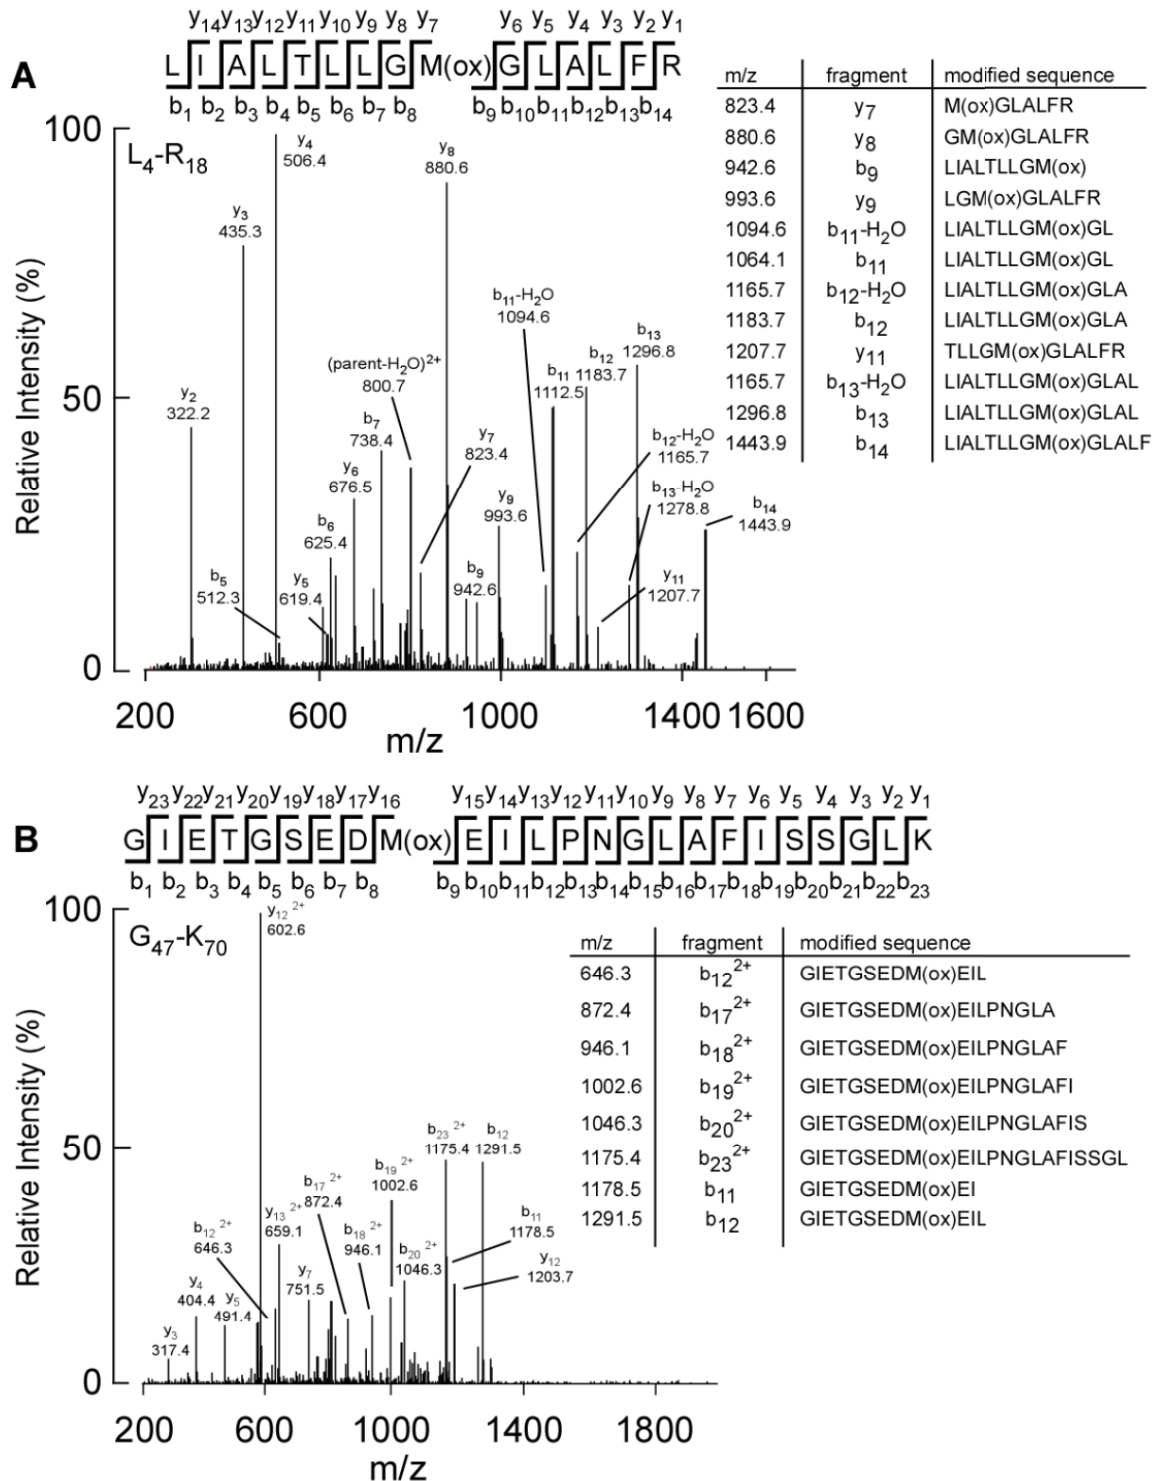 y14 y13 y12 y11 y10 y9 y8 y7 y6 y5 y4 y3 y2 y1
A L I A L T L L G M(ox) G L A L F R
b1 b2 b3 b4 b5 b6 b7 b8 b9 b10 b11 b12 b13 b14
m/z fragment modified sequence
823.4 y7 M(ox)GLALFR
880.6 y8 GM(ox)GLALFR
942.6 b9 LIALTLLGM(ox)
993.6 y9 LGM(ox)GLALFR
1094.6 b11-H2O LIALTLLGM(ox)GL
1064.1 b11 LIALTLLGM(ox)GL
1165.7 b12-H2O LIALTLLGM(ox)GLA
1183.7 b12 LIALTLLGM(ox)GLA
1207.7 y11 TLLGM(ox)GLALFR
1165.7 b13-H2O LIALTLLGM(ox)GLAL
1296.8 b13 LIALTLLGM(ox)GLAL
1443.9 b14 LIALTLLGM(ox)GLALF
100
50
0
Relative Intensity (%)
L4-R18
y2
322.2
y3
435.3
y4
506.4
b5
512.3
y5
619.4
b6
625.4
y6
676.5
b7
738.4
(parent-H2O)2+
800.7
y7
823.4
y8
880.6
b9
942.6
y9
993.6
b11-H2O
1094.6
b11
1112.5
b12
1183.7
b13
1296.8
b12-H2O
1165.7
b13-H2O
1278.8
y11
1207.7
b14
1443.9
200 600 1000 1400 1600
m/z
y23 y22 y21 y20 y19 y18 y17 y16 y15 y14 y13 y12 y11 y10 y9 y8 y7 y6 y5 y4 y3 y2 y1
B G I E T G S E D M(ox) E I L P N G L A F I S S G L K
b1 b2 b3 b4 b5 b6 b7 b8 b9 b10 b11 b12 b13 b14 b15 b16 b17 b18 b19 b20 b21 b22 b23
m/z fragment modified sequence
646.3 b12 2+ GIETGSEDM(ox)EIL
872.4 b17 2+ GIETGSEDM(ox)EILPNGLA
946.1 b18 2+ GIETGSEDM(ox)EILPNGLAF
1002.6 b19 2+ GIETGSEDM(ox)EILPNGLAFI
1046.3 b20 2+ GIETGSEDM(ox)EILPNGLAFIS
1175.4 b23 2+ GIETGSEDM(ox)EILPNGLAFISSGL
1178.5 b11 GIETGSEDM(ox)EI
1291.5 b12 GIETGSEDM(ox)EIL
100
50
0
Relative Intensity (%)
G47-K70
y3
317.4
y4
404.4
y5
491.4
b12 2+
646.3
y12 2+
602.6
y13 2+
659.1
y7
751.5
b17 2+
872.4
b18 2+
946.1
b19 2+
1002.6
b20 2+
1046.3
b23 2+
1175.4
b12
1291.5
b11
1178.5
y12
1203.7
200 600 1000 1400 1800
m/z